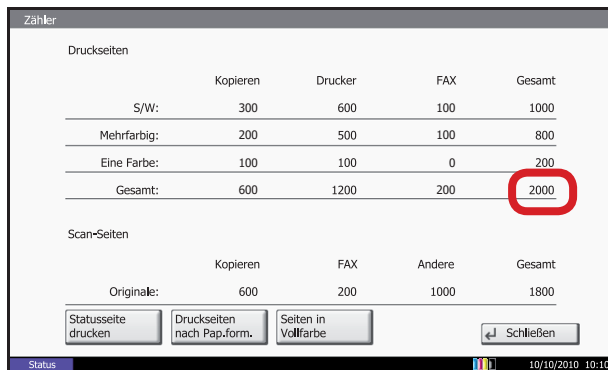 Zähler
Druckseiten
Kopieren Drucker FAX Gesamt
S/W: 300 600 100 1000
Mehrfarbig: 200 500 100 800
Eine Farbe: 100 100 0 200
Gesamt: 600 1200 200 2000
Scan-Seiten
Kopieren FAX Andere Gesamt
Originale: 600 200 1000 1800
Statusseite drucken
Druckseiten nach Pap.form.
Seiten in Vollfarbe
Schließen
Status 10/10/2010 10:10